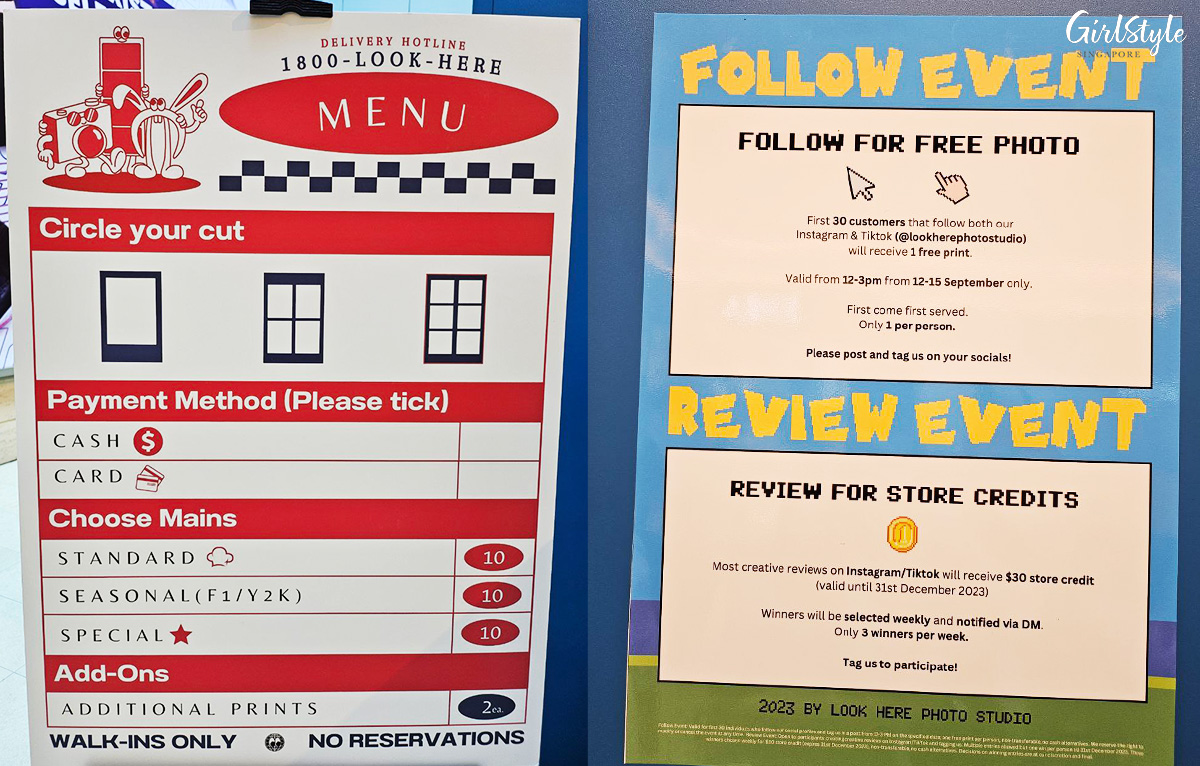 DELIVERY HOTLINE
1800-LOOK-HERE
MENU
Circle your cut
Payment Method (Please tick)
CASH $
CARD
Choose Mains
STANDARD 10
SEASONAL(F1/Y2K) 10
SPECIAL 10
Add-Ons
ADDITIONAL PRINTS 2ea.
WALK-INS ONLY NO RESERVATIONS
GirlStyle
SINGAPORE
FOLLOW EVENT
FOLLOW FOR FREE PHOTO
First 30 customers that follow both our
Instagram & Tiktok (@lookherephotostudio)
will receive 1 free print.
Valid from 12-3pm from 12-15 September only.
First come first served.
Only 1 per person.
Please post and tag us on your socials!
REVIEW EVENT
REVIEW FOR STORE CREDITS
1
Most creative reviews on Instagram/Tiktok will receive $30 store credit
(valid until 31st December 2023)
Winners will be selected weekly and notified via DM.
Only 3 winners per week.
Tag us to participate!
2023 BY LOOK HERE PHOTO STUDIO